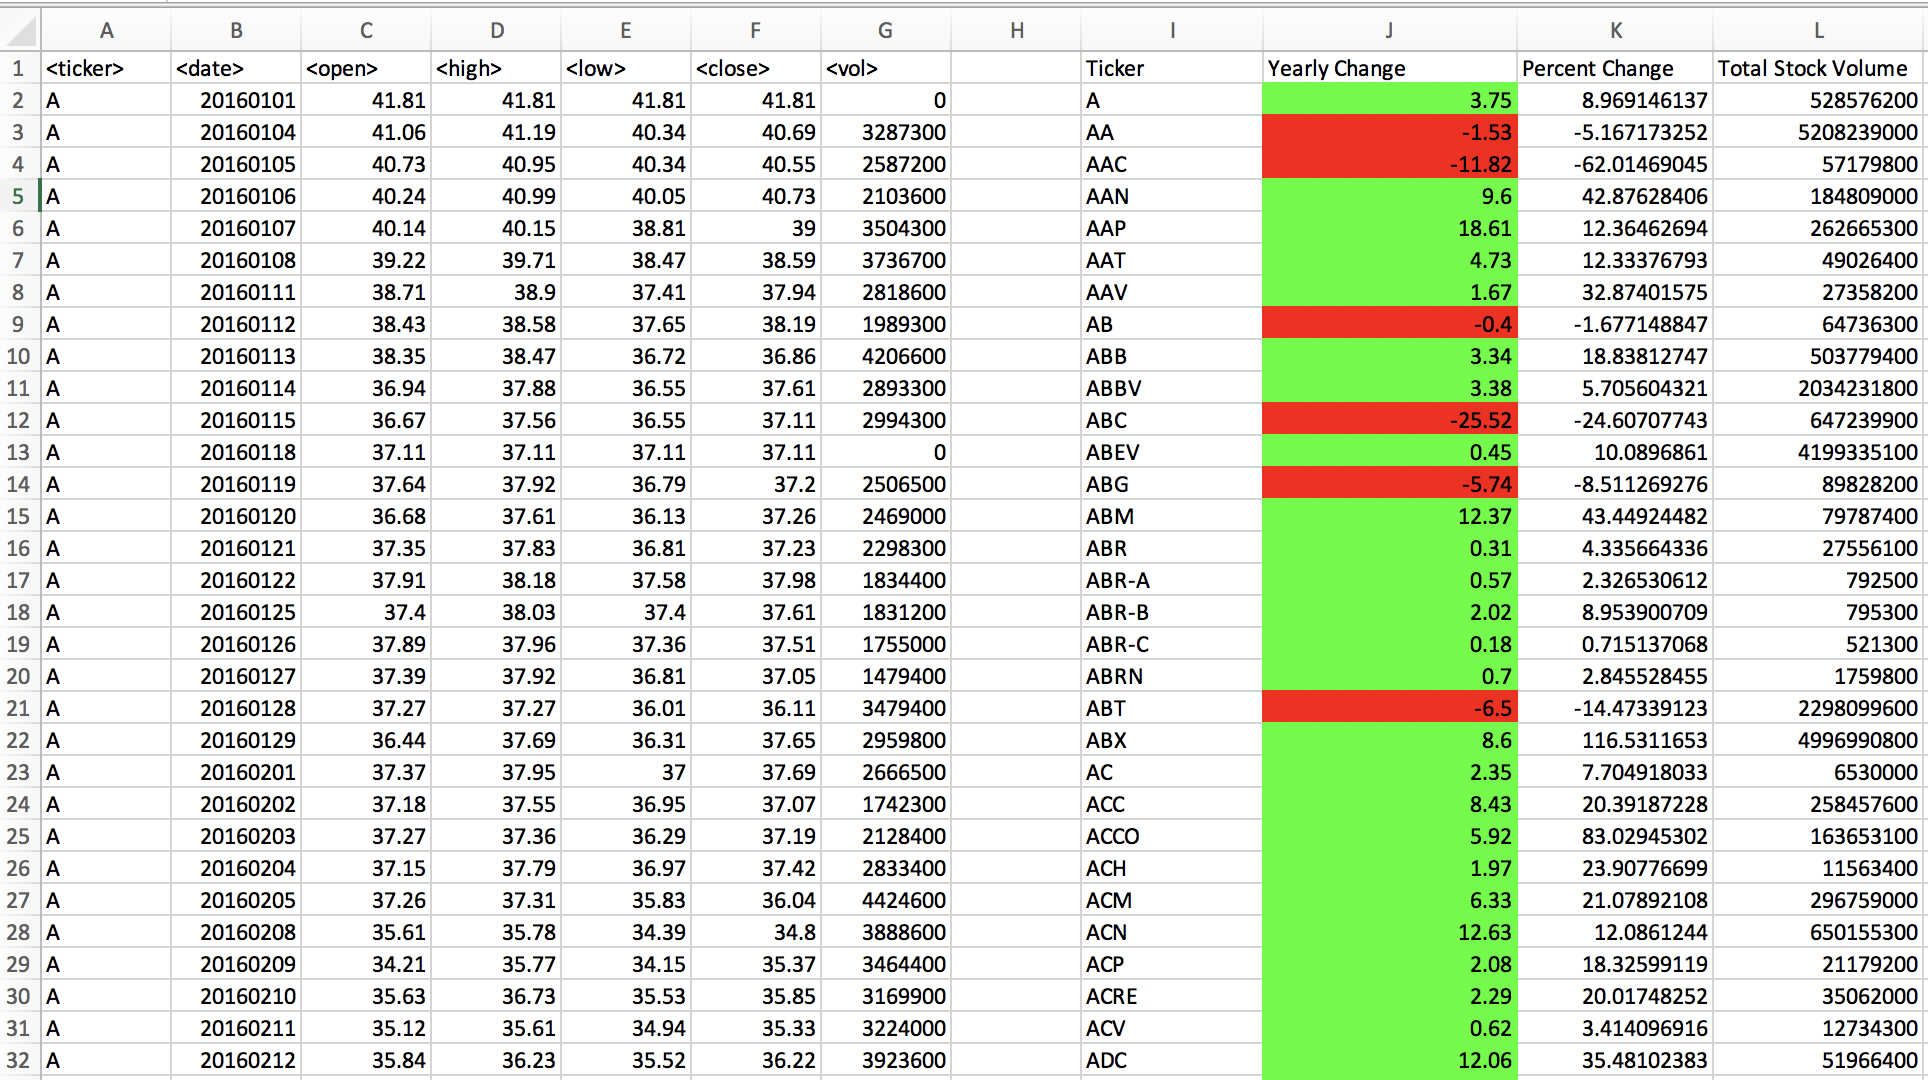 A B C D E F G H I J K L
1 <ticker> <date> <open> <high> <low> <close> <vol> Ticker Yearly Change Percent Change Total Stock Volume
2 A 20160101 41.81 41.81 41.81 41.81 0 A 3.75 8.969146137 528576200
3 A 20160104 41.06 41.19 40.34 40.69 3287300 AA -1.53 -5.167173252 5208239000
4 A 20160105 40.73 40.95 40.34 40.55 2587200 AAC -11.82 -62.01469045 57179800
5 A 20160106 40.24 40.99 40.05 40.73 2103600 AAN 9.6 42.87628406 184809000
6 A 20160107 40.14 40.15 38.81 39 3504300 AAP 18.61 12.36462694 262665300
7 A 20160108 39.22 39.71 38.47 38.59 3736700 AAT 4.73 12.33376793 49026400
8 A 20160111 38.71 38.9 37.41 37.94 2818600 AAV 1.67 32.87401575 27358200
9 A 20160112 38.43 38.58 37.65 38.19 1989300 AB -0.4 -1.677148847 64736300
10 A 20160113 38.35 38.47 36.72 36.86 4206600 ABB 3.34 18.83812747 503779400
11 A 20160114 36.94 37.88 36.55 37.61 2893300 ABBV 3.38 5.705604321 2034231800
12 A 20160115 36.67 37.56 36.55 37.11 2994300 ABC -25.52 -24.60707743 647239900
13 A 20160118 37.11 37.11 37.11 37.11 0 ABEV 0.45 10.0896861 4199335100
14 A 20160119 37.64 37.92 36.79 37.2 2506500 ABG -5.74 -8.511269276 89828200
15 A 20160120 36.68 37.61 36.13 37.26 2469000 ABM 12.37 43.44924482 79787400
16 A 20160121 37.35 37.83 36.81 37.23 2298300 ABR 0.31 4.335664336 27556100
17 A 20160122 37.91 38.18 37.58 37.98 1834400 ABR-A 0.57 2.326530612 792500
18 A 20160125 37.4 38.03 37.4 37.61 1831200 ABR-B 2.02 8.953900709 795300
19 A 20160126 37.89 37.96 37.36 37.51 1755000 ABR-C 0.18 0.715137068 521300
20 A 20160127 37.39 37.92 36.81 37.05 1479400 ABRN 0.7 2.845528455 1759800
21 A 20160128 37.27 37.27 36.01 36.11 3479400 ABT -6.5 -14.47339123 2298099600
22 A 20160129 36.44 37.69 36.31 37.65 2959800 ABX 8.6 116.5311653 4996990800
23 A 20160201 37.37 37.95 37 37.69 2666500 AC 2.35 7.704918033 6530000
24 A 20160202 37.18 37.55 36.95 37.07 1742300 ACC 8.43 20.39187228 258457600
25 A 20160203 37.27 37.36 36.29 37.19 2128400 ACCO 5.92 83.02945302 163653100
26 A 20160204 37.15 37.79 36.97 37.42 2833400 ACH 1.97 23.90776699 11563400
27 A 20160205 37.26 37.31 35.83 36.04 4424600 ACM 6.33 21.07892108 296759000
28 A 20160208 35.61 35.78 34.39 34.8 3888600 ACN 12.63 12.0861244 650155300
29 A 20160209 34.21 35.77 34.15 35.37 3464400 ACP 2.08 18.32599119 21179200
30 A 20160210 35.63 36.73 35.53 35.85 3169900 ACRE 2.29 20.01748252 35062000
31 A 20160211 35.12 35.61 34.94 35.33 3224000 ACV 0.62 3.414096916 12734300
32 A 20160212 35.84 36.23 35.52 36.22 3923600 ADC 12.06 35.48102383 51966400